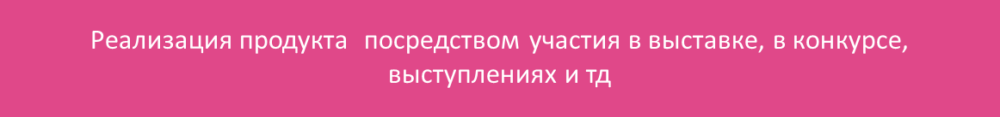 Реализация продукта  посредством участия в выставке, в конкурсе,
выступлениях и тд